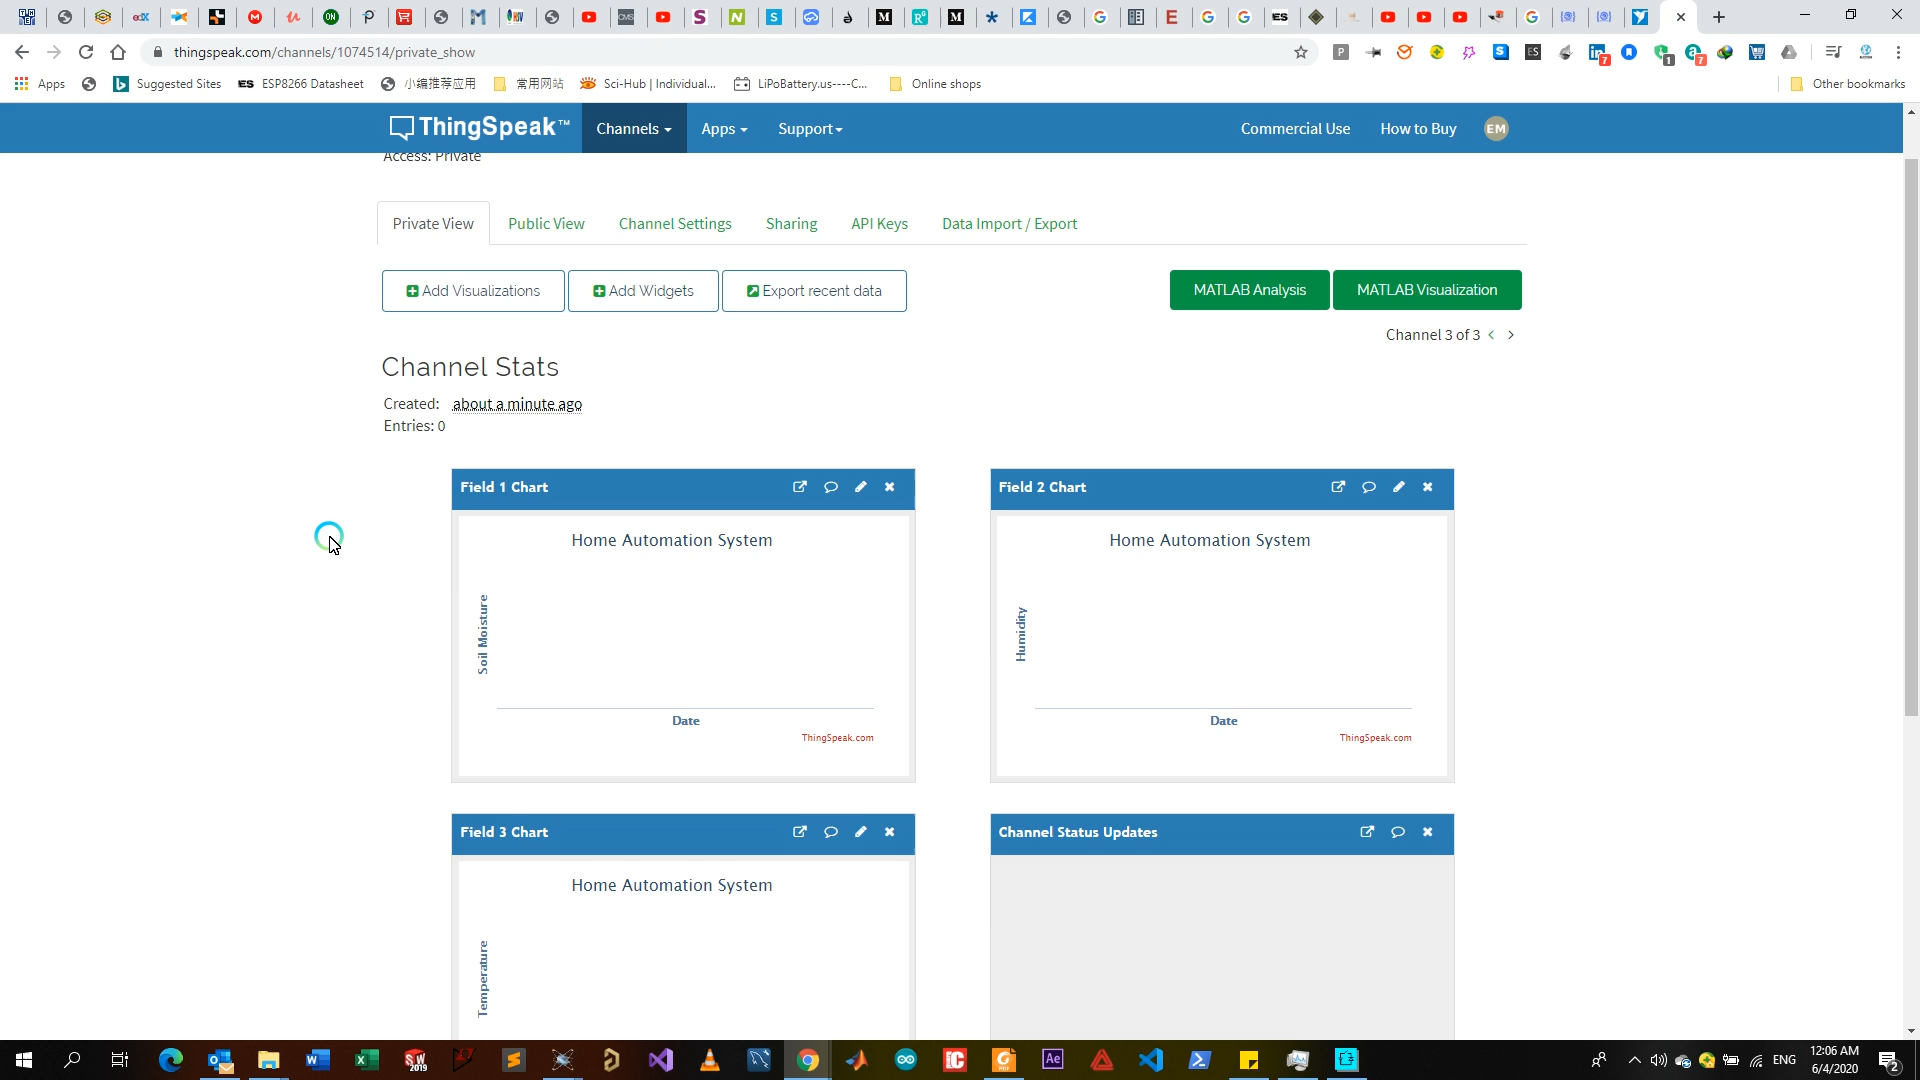 thingspeak.com/channels/1074514/private_show
Apps
Suggested Sites
ES ESP8266 Datasheet
小编推荐应用
常用网站
Sci-Hub | Individual...
LiPoBattery.us----C...
Online shops
Other bookmarks
ThingSpeak™
Channels
Apps
Support
Commercial Use
How to Buy
EM
Access: Private
Private View
Public View
Channel Settings
Sharing
API Keys
Data Import / Export
Add Visualizations
Add Widgets
Export recent data
MATLAB Analysis
MATLAB Visualization
Channel 3 of 3 < >
Channel Stats
Created: about a minute ago
Entries: 0
Field 1 Chart
Home Automation System
Soil Moisture
Date
ThingSpeak.com
Field 2 Chart
Home Automation System
Humidity
Date
ThingSpeak.com
Field 3 Chart
Home Automation System
Temperature
Channel Status Updates
ENG
12:06 AM
6/4/2020
2